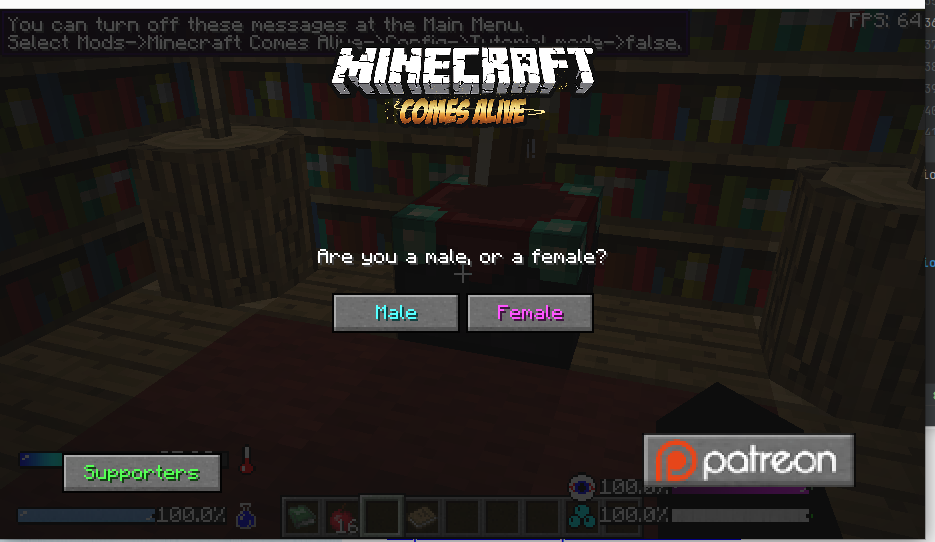 You can turn off these messages at the Main Menu.
FPS: 64
Select Mods->Minecraft Comes Alive->Config->Tutorial mode->false.
MINECRAFT
COMES ALIVE
Are you a male, or a female?
Male
Female
Supporters
patreon
100.0%
100.0%
16
100.0%